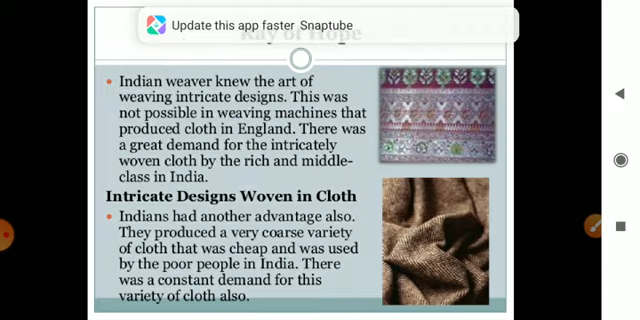 Update this app faster Snaptube
Ray of Hope
• Indian weaver knew the art of
weaving intricate designs. This was
not possible in weaving machines that
produced cloth in England. There was
a great demand for the intricately
woven cloth by the rich and middle-
class in India.
Intricate Designs Woven in Cloth
• Indians had another advantage also.
They produced a very coarse variety
of cloth that was cheap and was used
by the poor people in India. There
was a constant demand for this
variety of cloth also.